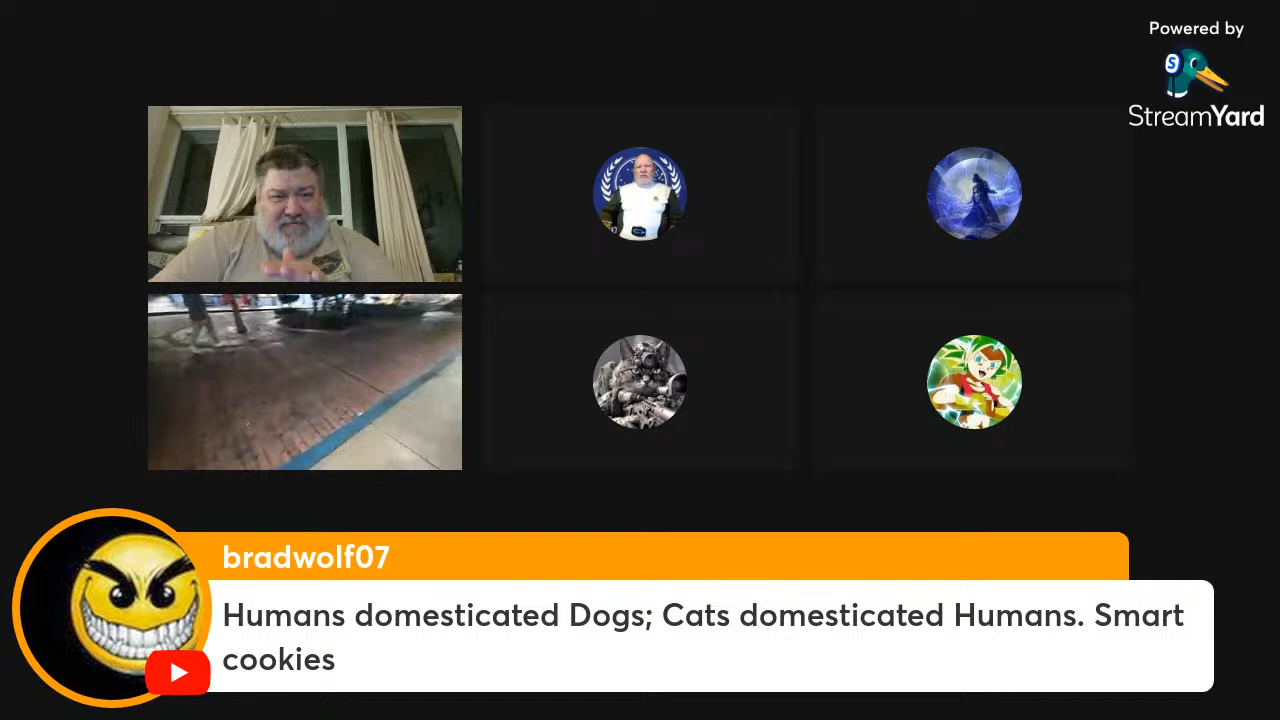 Powered by
S
StreamYard
bradwolf07
Humans domesticated Dogs; Cats domesticated Humans. Smart
cookies